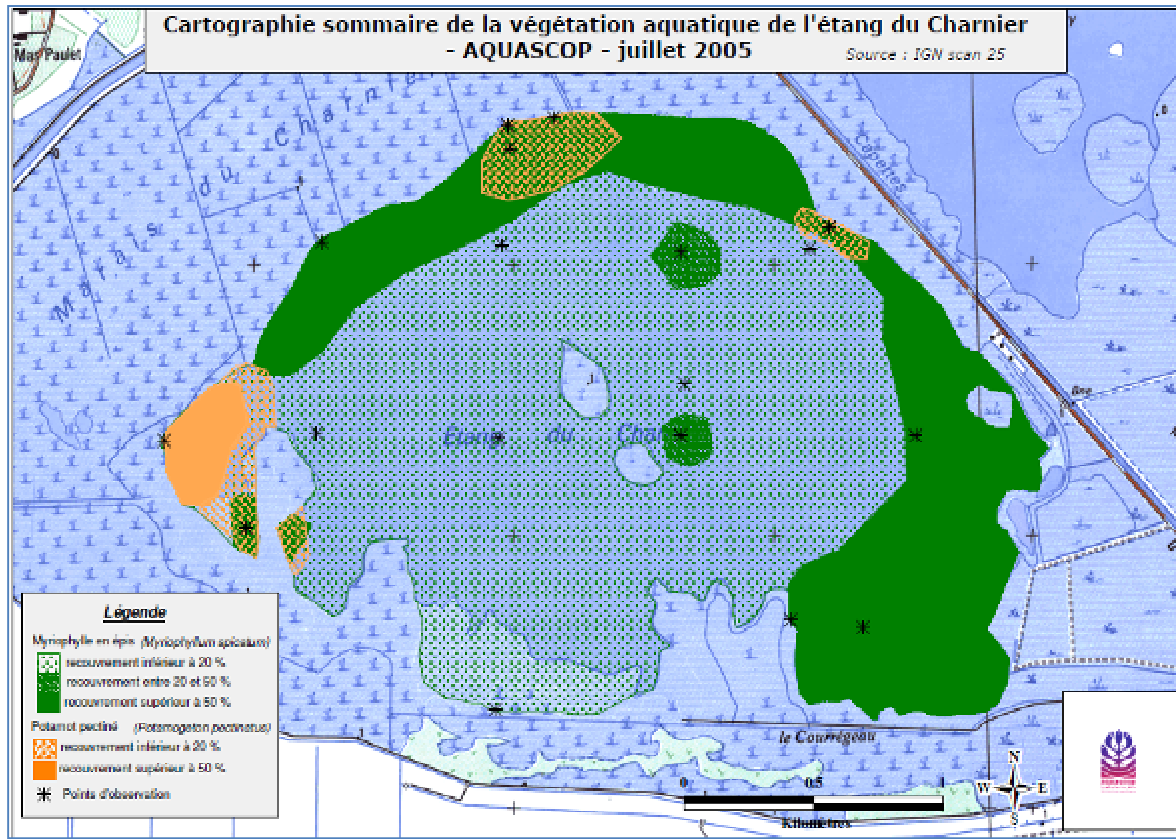 Cartographie sommaire de la végétation aquatique de l'étang du Charnier
- AQUASCOP - juillet 2005
Source : IGN scan 25
Mas Paulet
Marais du Charnier
Capelles
Etang du Char
Légende
Myriophylle en épis (Myriophyllum spicatum)
recouvrement inférieur à 20 %
recouvrement entre 20 et 50 %
recouvrement supérieur à 50 %
Potamot pectiné (Potamogeton pectinatus)
recouvrement inférieur à 20 %
recouvrement supérieur à 50 %
Points d'observation
le Courrégeau
0 0.5 1
Kilomètres
N
W E
S